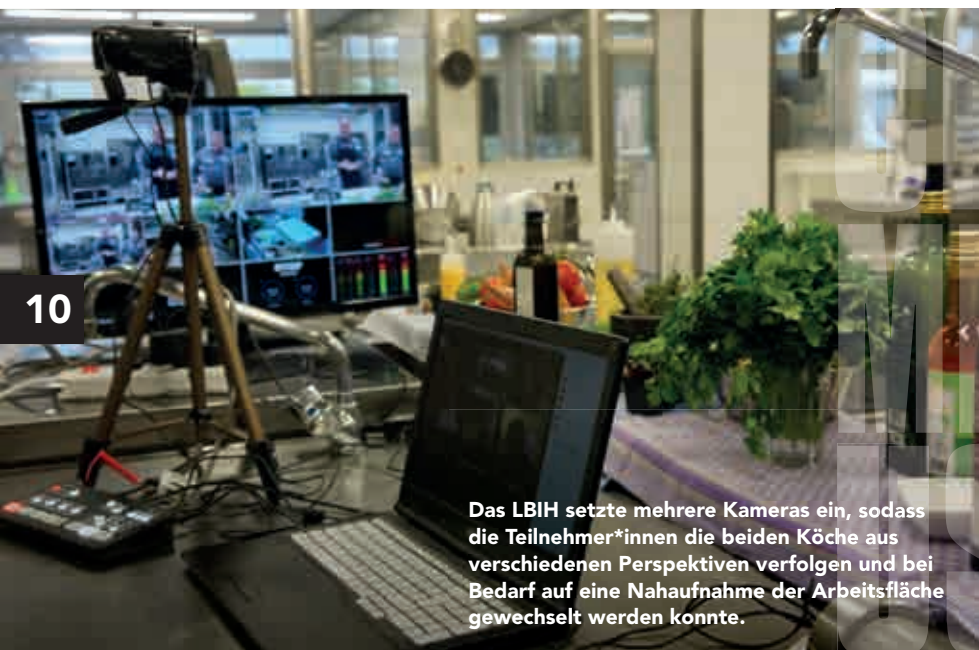 10
Das LBIH setzte mehrere Kameras ein, sodass
die Teilnehmer*innen die beiden Köche aus
verschiedenen Perspektiven verfolgen und bei
Bedarf auf eine Nahaufnahme der Arbeitsfläche
gewechselt werden konnte.